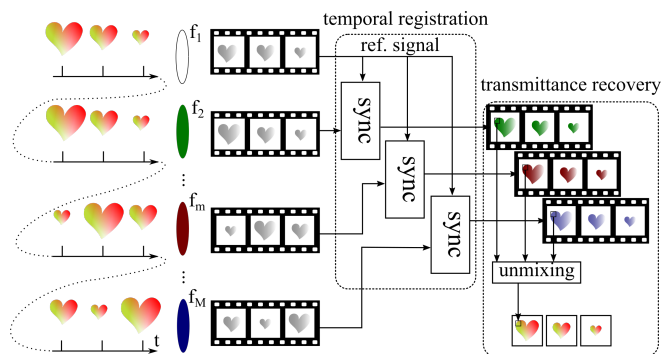 temporal registration
f1
ref. signal
transmittance recovery
f2
sync
...
sync
fm
sync
unmixing
...
fM
t